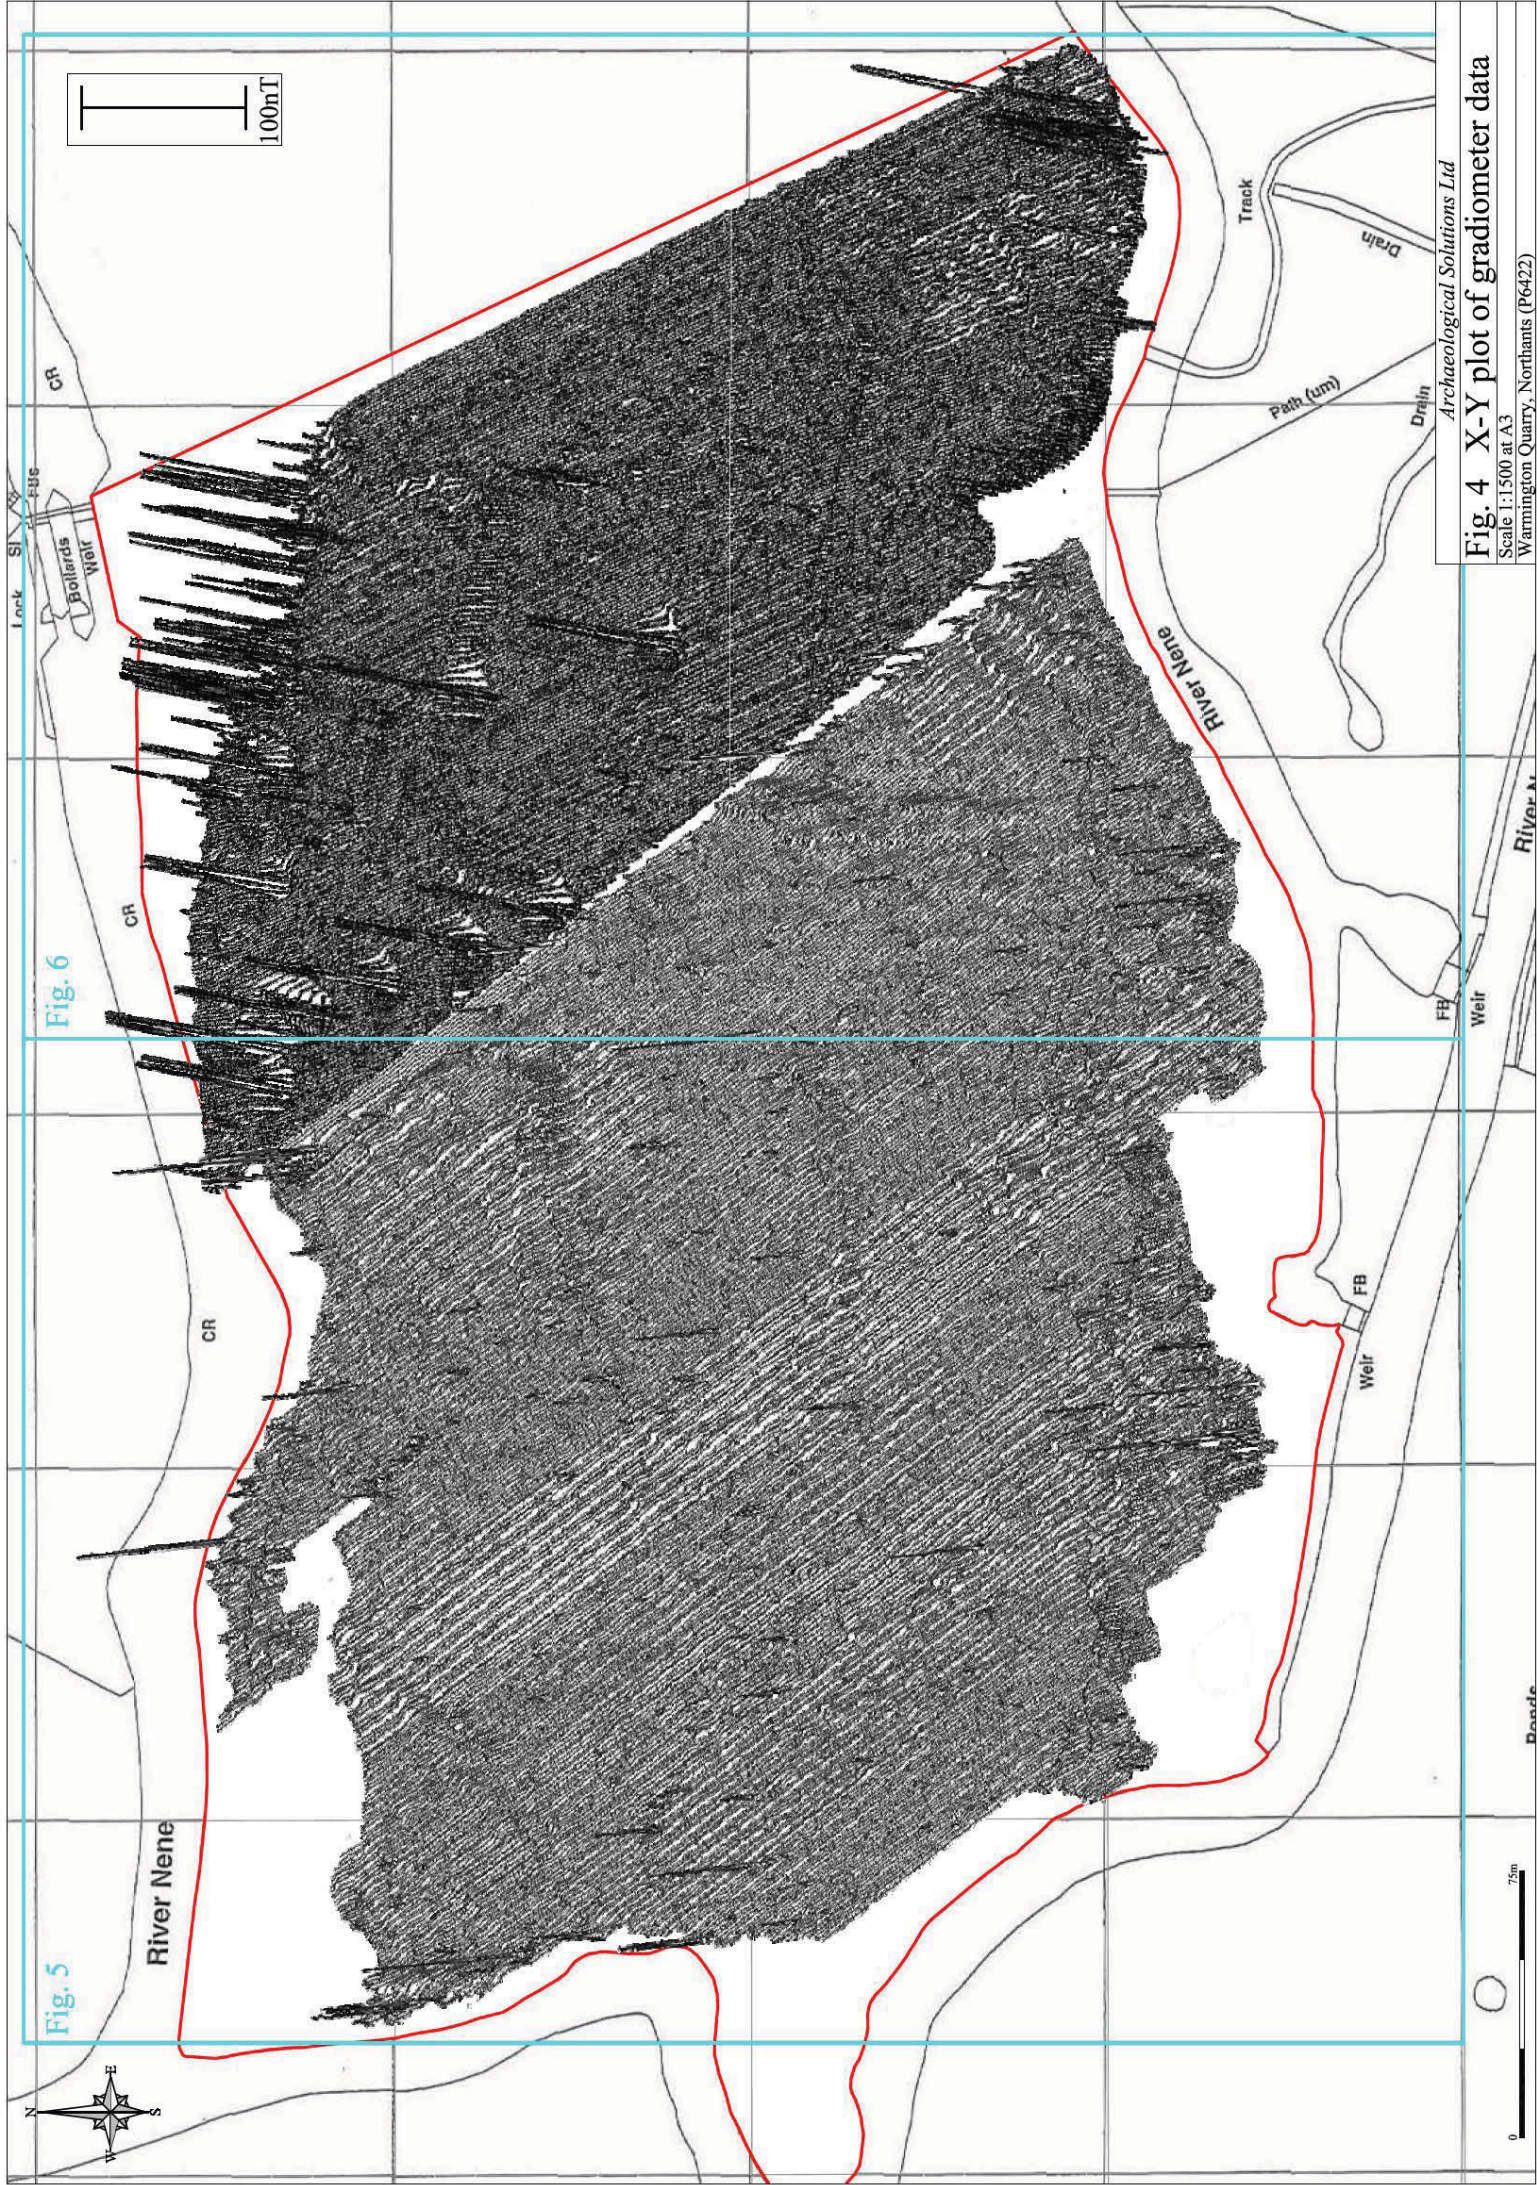 Fig. 5
Fig. 6
N
E
S
W
River Nene
CR
CR
CR
Lock
Sl
FBs
Bollards
Weir
100nT
Track
Drain
Path (um)
Drain
River Nene
FB
Weir
FB
Weir
River N
Ponds
0
75m
Archaeological Solutions Ltd
Fig. 4 X-Y plot of gradiometer data
Scale 1:1500 at A3
Warmington Quarry, Northants (P6422)